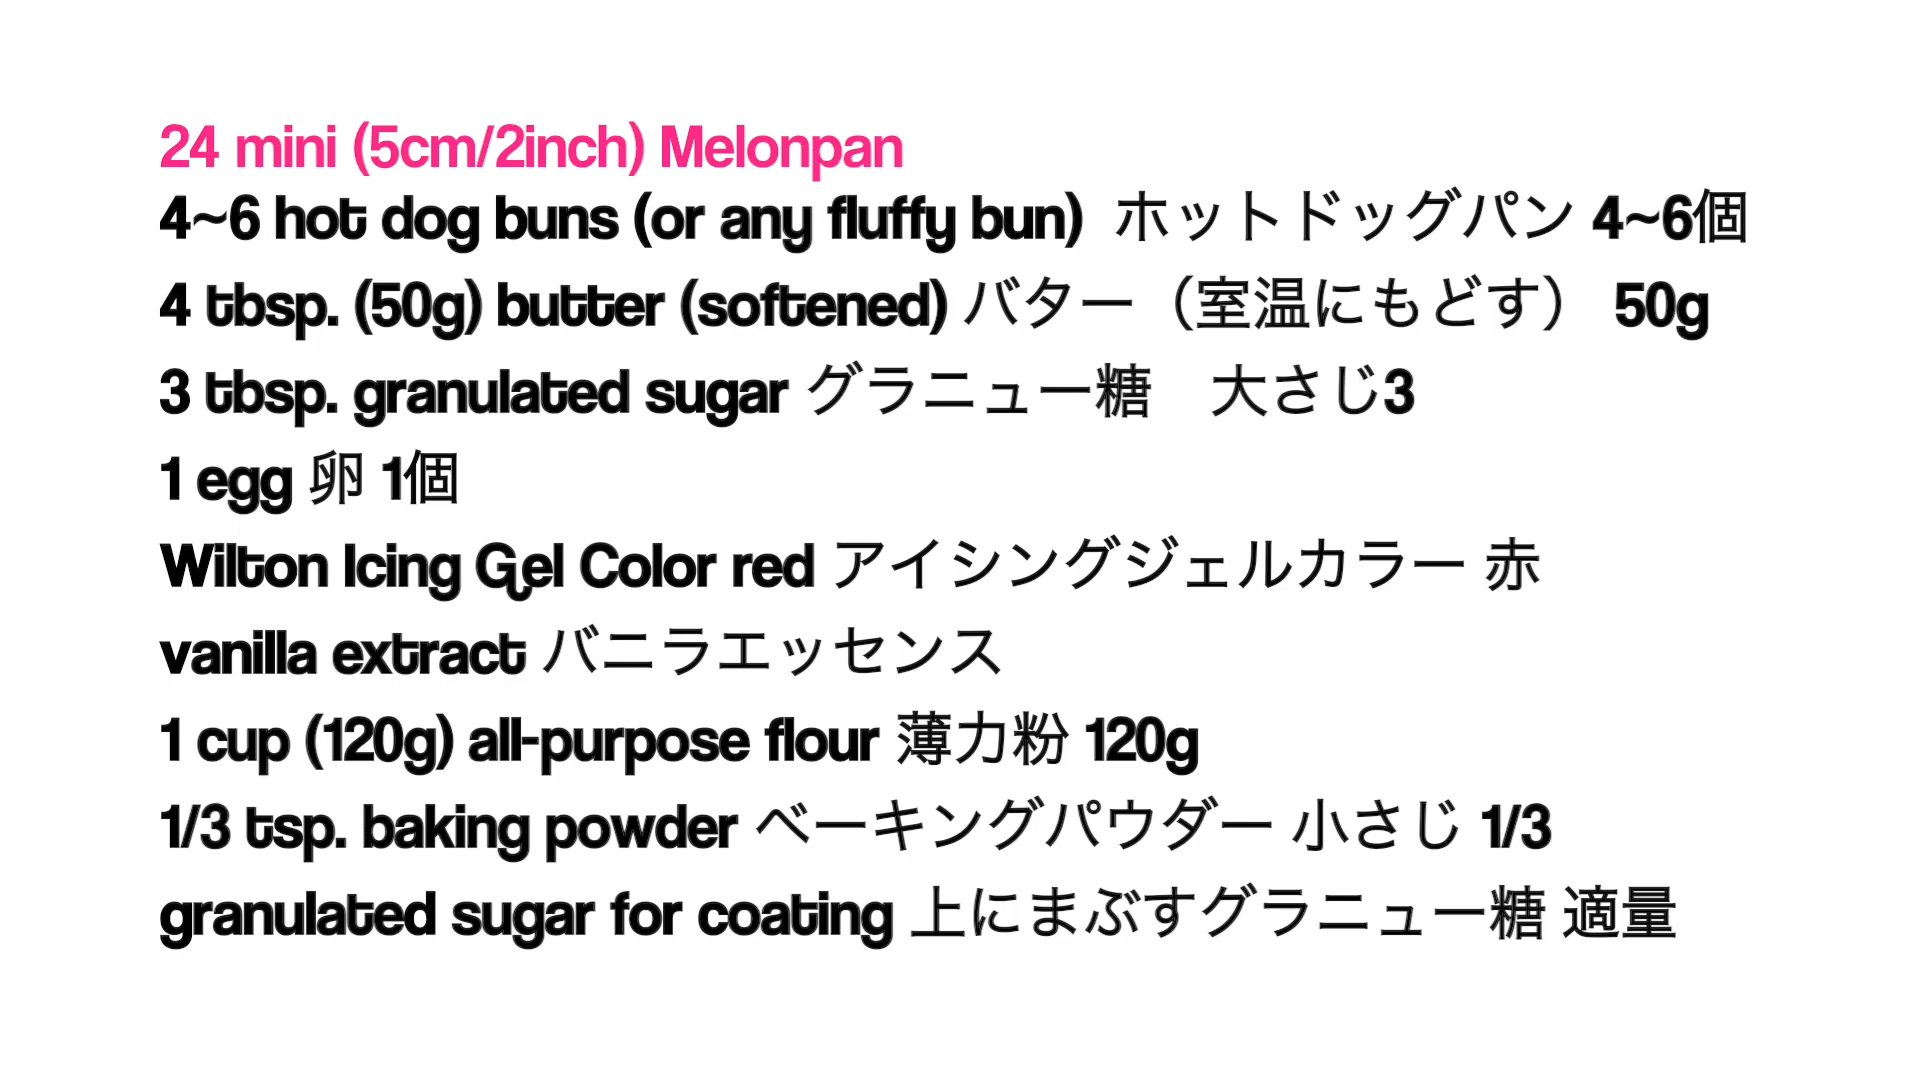 24 mini (5cm/2inch) Melonpan
4~6 hot dog buns (or any fluffy bun) ホットドッグパン 4~6個
4 tbsp. (50g) butter (softened) バター（室温にもどす） 50g
3 tbsp. granulated sugar グラニュー糖　大さじ3
1 egg 卵 1個
Wilton Icing Gel Color red アイシングジェルカラー 赤
vanilla extract バニラエッセンス
1 cup (120g) all-purpose flour 薄力粉 120g
1/3 tsp. baking powder ベーキングパウダー 小さじ 1/3
granulated sugar for coating 上にまぶすグラニュー糖 適量